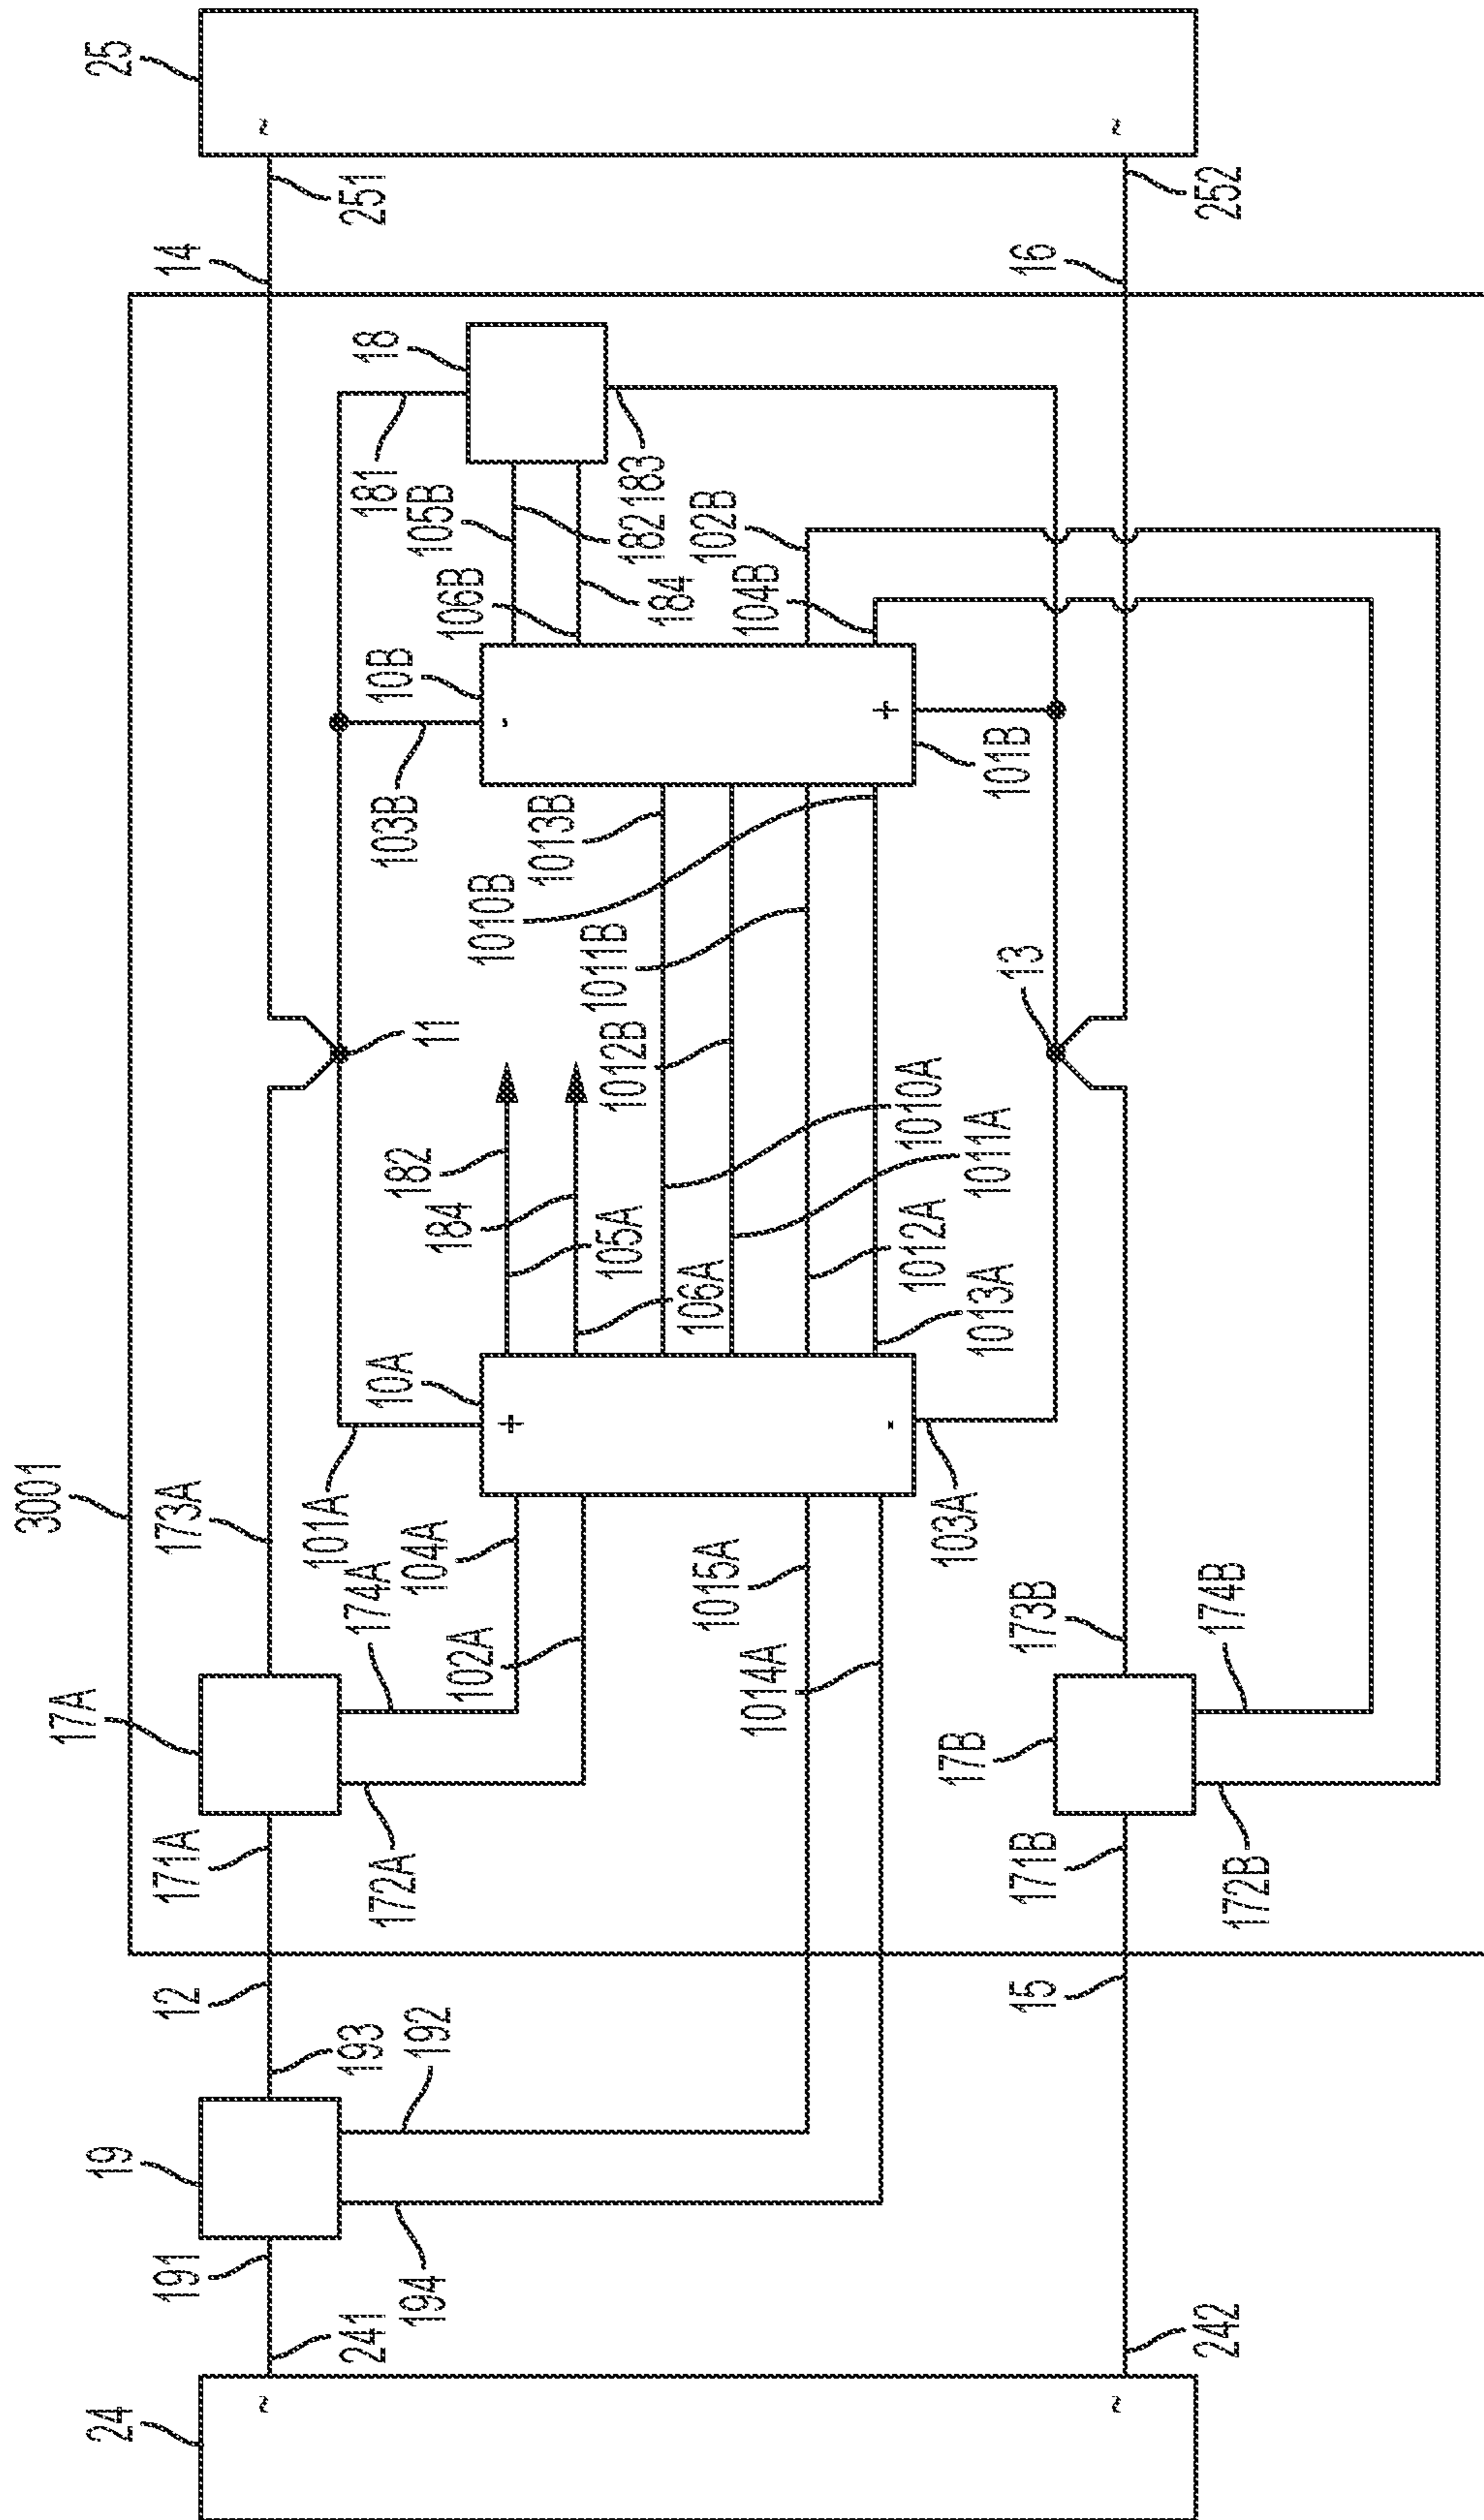 3001
24
~
~
241
242
191
19
193
194
192
12
15
171A
17A
172A
174A
173A
102A
104A
101A
10A
+
-
103A
1015A
1014A
171B
17B
173B
172B
174B
182
184
105A
106A
11
13
1010A
1011A
1012A
1013A
1012B
1011B
1010B
1013B
103B
10B
-
+
101B
106B
105B
181
18
182
183
184
102B
104B
14
16
251
252
25
~
~